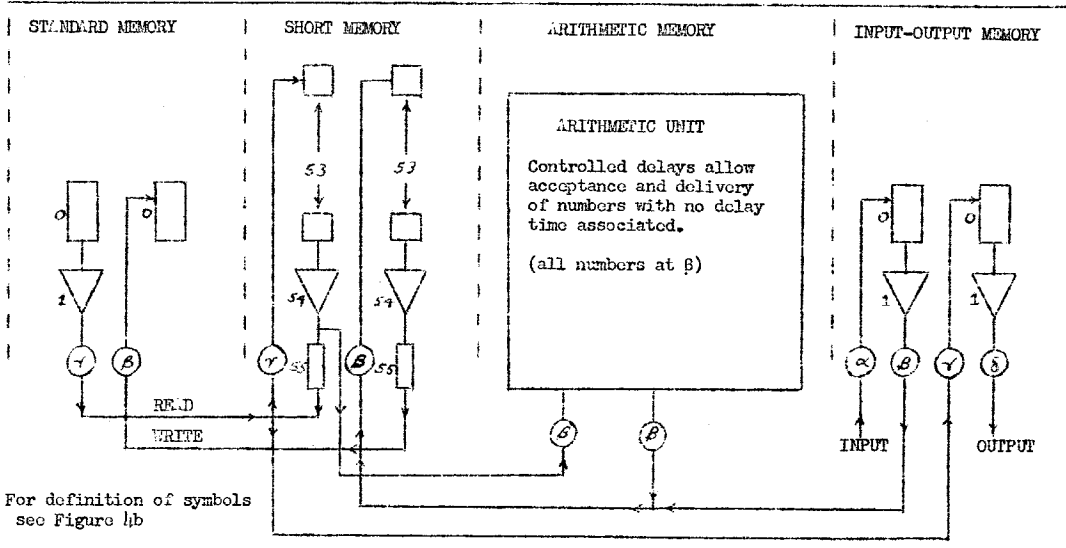 STANDARD MEMORY
SHORT MEMORY
ARITHMETIC MEMORY
INPUT-OUTPUT MEMORY
ARITHMETIC UNIT
Controlled delays allow
acceptance and delivery
of numbers with no delay
time associated.
(all numbers at β)
53
53
0
0
0
0
1
54
54
1
1
γ
β
γ
55
β
55
β
β
α
β
γ
δ
READ
WRITE
INPUT
OUTPUT
For definition of symbols
see Figure 4b